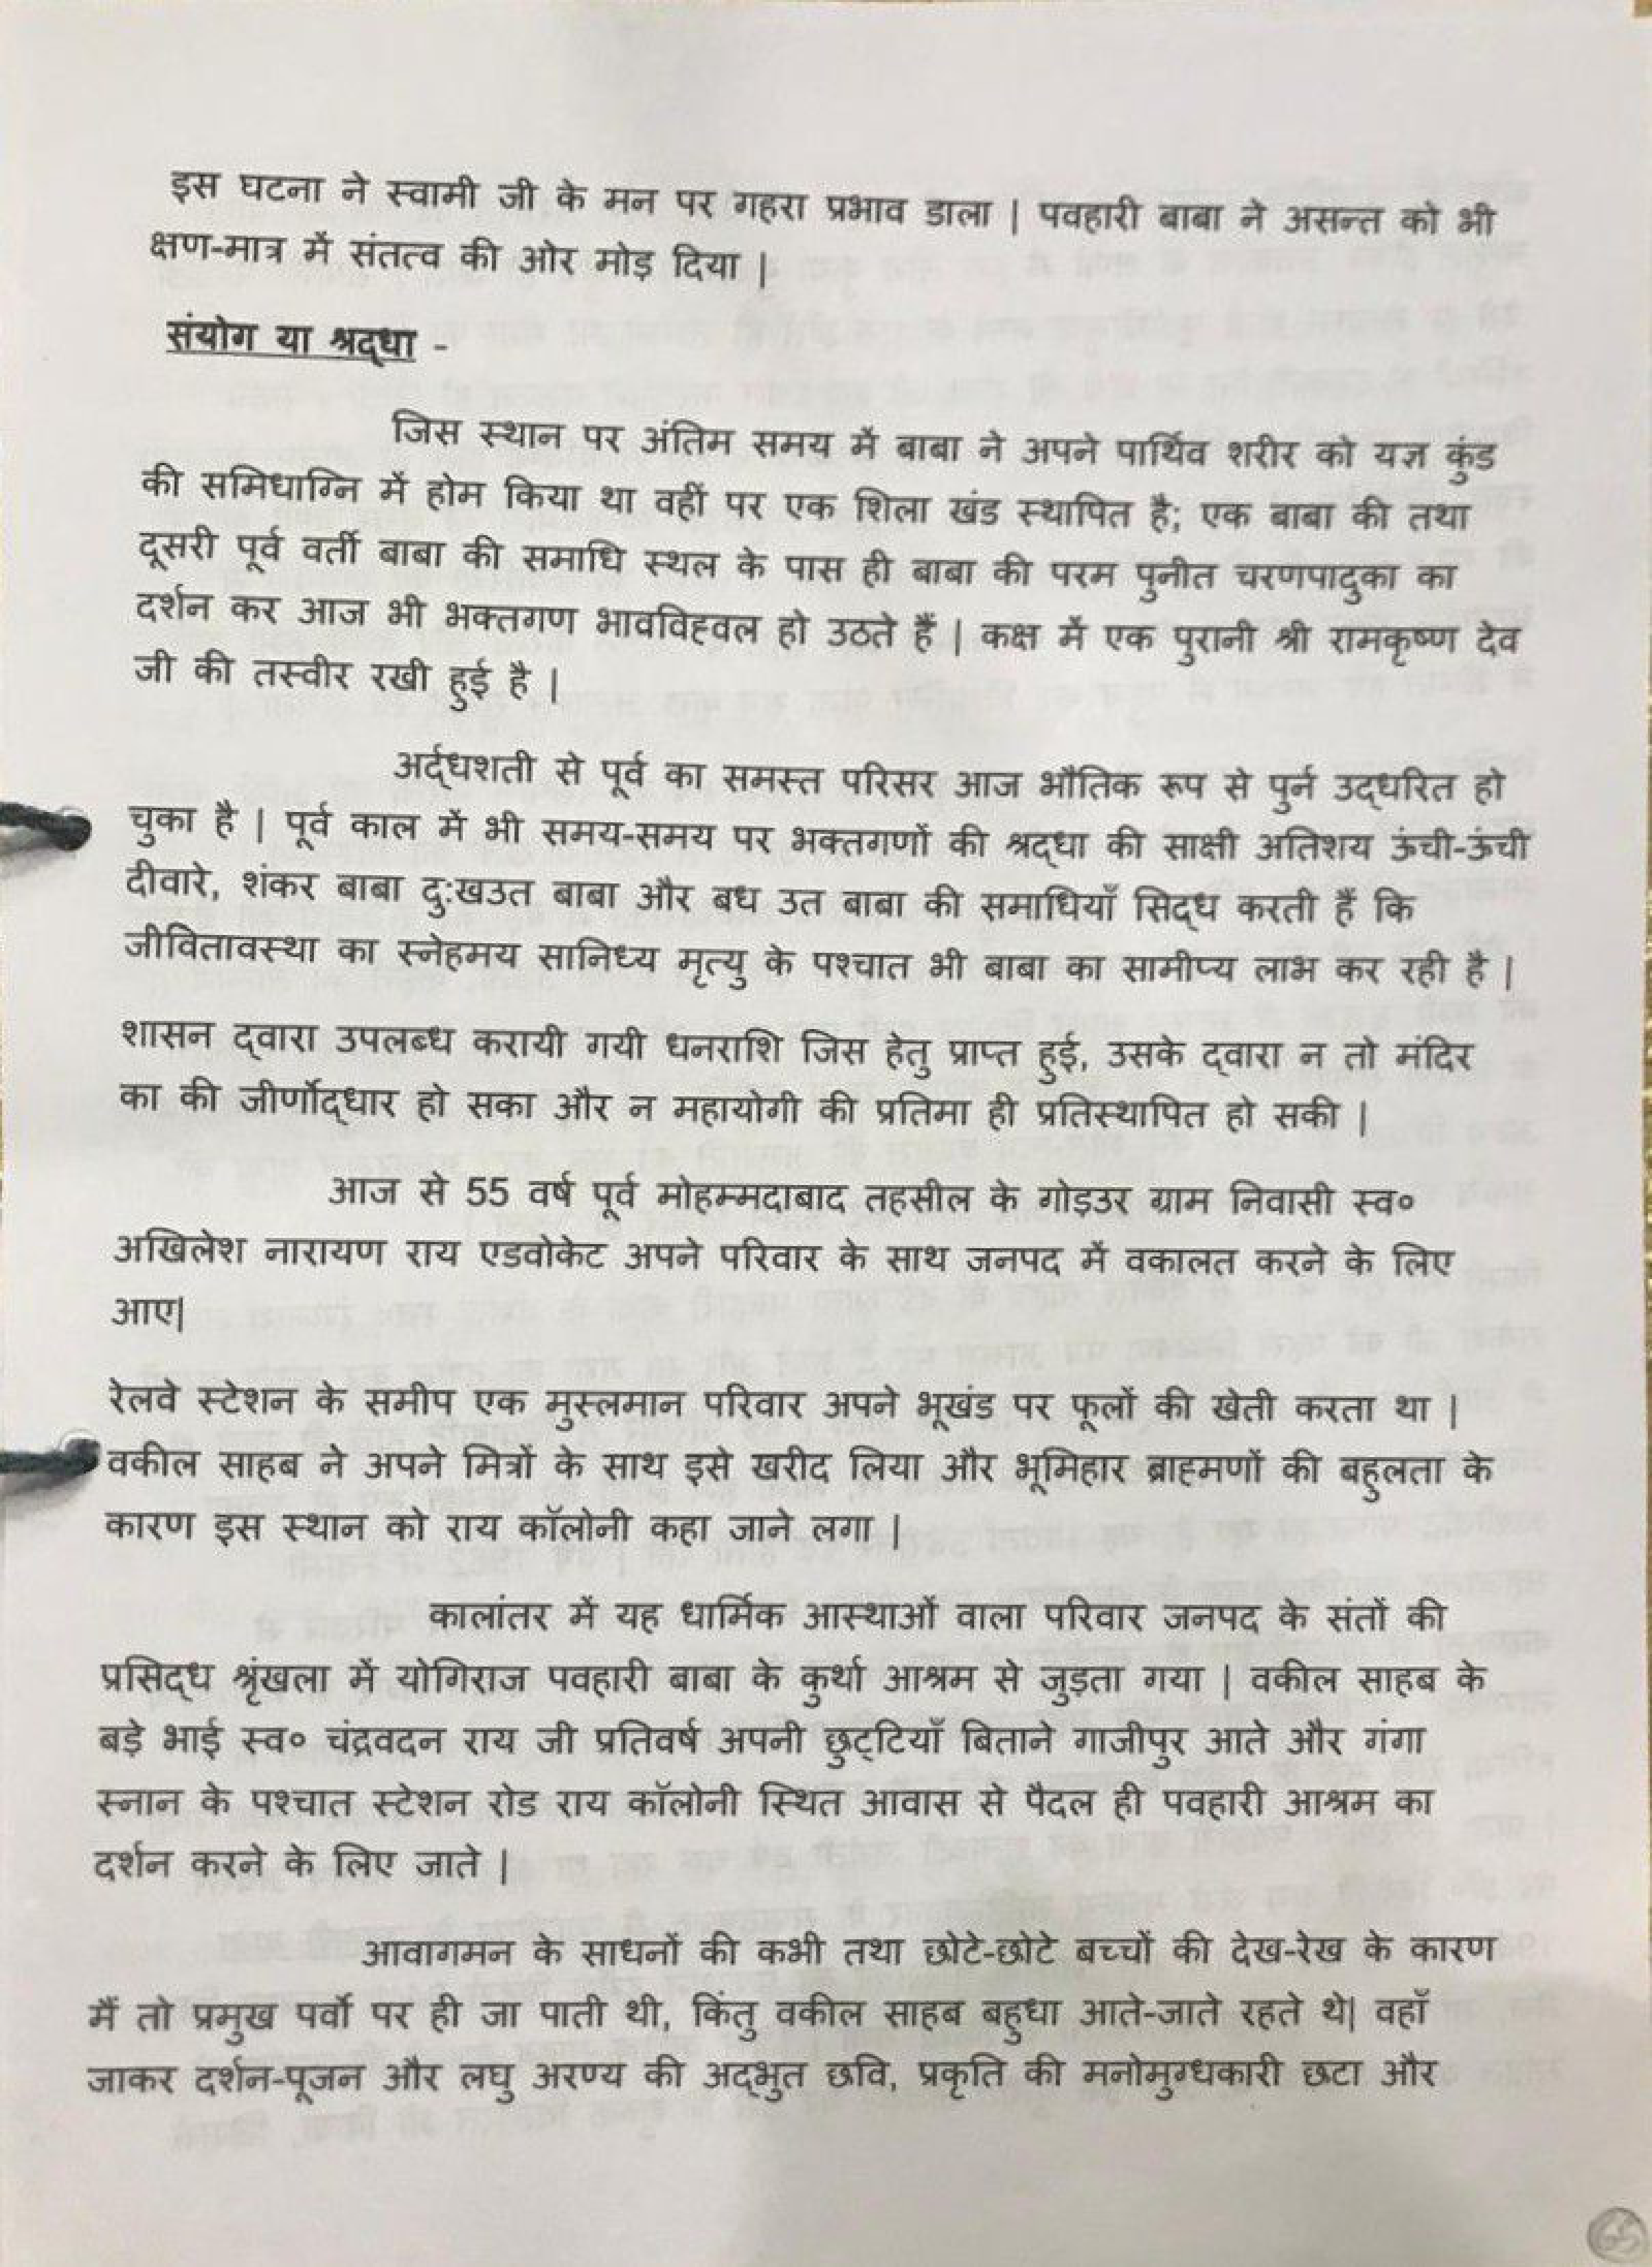 इस घटना ने स्वामी जी के मन पर गहरा प्रभाव डाला | पवहारी बाबा ने असन्त को भी
क्षण-मात्र में संतत्व की ओर मोड़ दिया |
संयोग या श्रद्धा -
जिस स्थान पर अंतिम समय में बाबा ने अपने पार्थिव शरीर को यज्ञ कुंड
की समिधाग्नि में होम किया था वहीं पर एक शिला खंड स्थापित है; एक बाबा की तथा
दूसरी पूर्व वर्ती बाबा की समाधि स्थल के पास ही बाबा की परम पुनीत चरणपादुका का
दर्शन कर आज भी भक्तगण भावविह्वल हो उठते हैं | कक्ष में एक पुरानी श्री रामकृष्ण देव
जी की तस्वीर रखी हुई है |
अर्द्धशती से पूर्व का समस्त परिसर आज भौतिक रूप से पुर्न उद्धरित हो
चुका है | पूर्व काल में भी समय-समय पर भक्तगणों की श्रद्धा की साक्षी अतिशय ऊंची-ऊंची
दीवारे, शंकर बाबा दु:खउत बाबा और बध उत बाबा की समाधियाँ सिद्ध करती हैं कि
जीवितावस्था का स्नेहमय सानिध्य मृत्यु के पश्चात भी बाबा का सामीप्य लाभ कर रही है |
शासन द्वारा उपलब्ध करायी गयी धनराशि जिस हेतु प्राप्त हुई, उसके द्वारा न तो मंदिर
का की जीर्णोद्धार हो सका और न महायोगी की प्रतिमा ही प्रतिस्थापित हो सकी |
आज से 55 वर्ष पूर्व मोहम्मदाबाद तहसील के गोड़उर ग्राम निवासी स्व०
अखिलेश नारायण राय एडवोकेट अपने परिवार के साथ जनपद में वकालत करने के लिए
आए|
रेलवे स्टेशन के समीप एक मुस्लमान परिवार अपने भूखंड पर फूलों की खेती करता था |
वकील साहब ने अपने मित्रों के साथ इसे खरीद लिया और भूमिहार ब्राह्मणों की बहुलता के
कारण इस स्थान को राय कॉलोनी कहा जाने लगा |
कालांतर में यह धार्मिक आस्थाओं वाला परिवार जनपद के संतों की
प्रसिद्ध श्रृंखला में योगिराज पवहारी बाबा के कुर्था आश्रम से जुड़ता गया | वकील साहब के
बड़े भाई स्व० चंद्रवदन राय जी प्रतिवर्ष अपनी छुट्टियाँ बिताने गाजीपुर आते और गंगा
स्नान के पश्चात स्टेशन रोड राय कॉलोनी स्थित आवास से पैदल ही पवहारी आश्रम का
दर्शन करने के लिए जाते |
आवागमन के साधनों की कभी तथा छोटे-छोटे बच्चों की देख-रेख के कारण
मैं तो प्रमुख पर्वो पर ही जा पाती थी, किंतु वकील साहब बहुधा आते-जाते रहते थे| वहाँ
जाकर दर्शन-पूजन और लघु अरण्य की अद्भुत छवि, प्रकृति की मनोमुग्धकारी छटा और
65